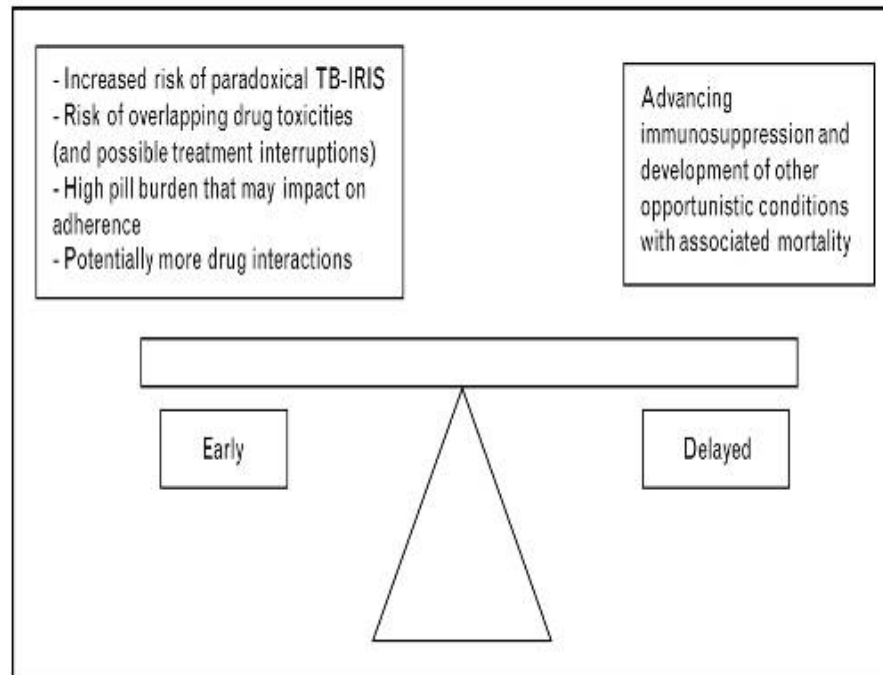 - Increased risk of paradoxical TB-IRIS
- Risk of overlapping drug toxicities
(and possible treatment interruptions)
- High pill burden that may impact on
adherence
- Potentially more drug interactions
Advancing
immunosuppression and
development of other
opportunistic conditions
with associated mortality
Early
Delayed